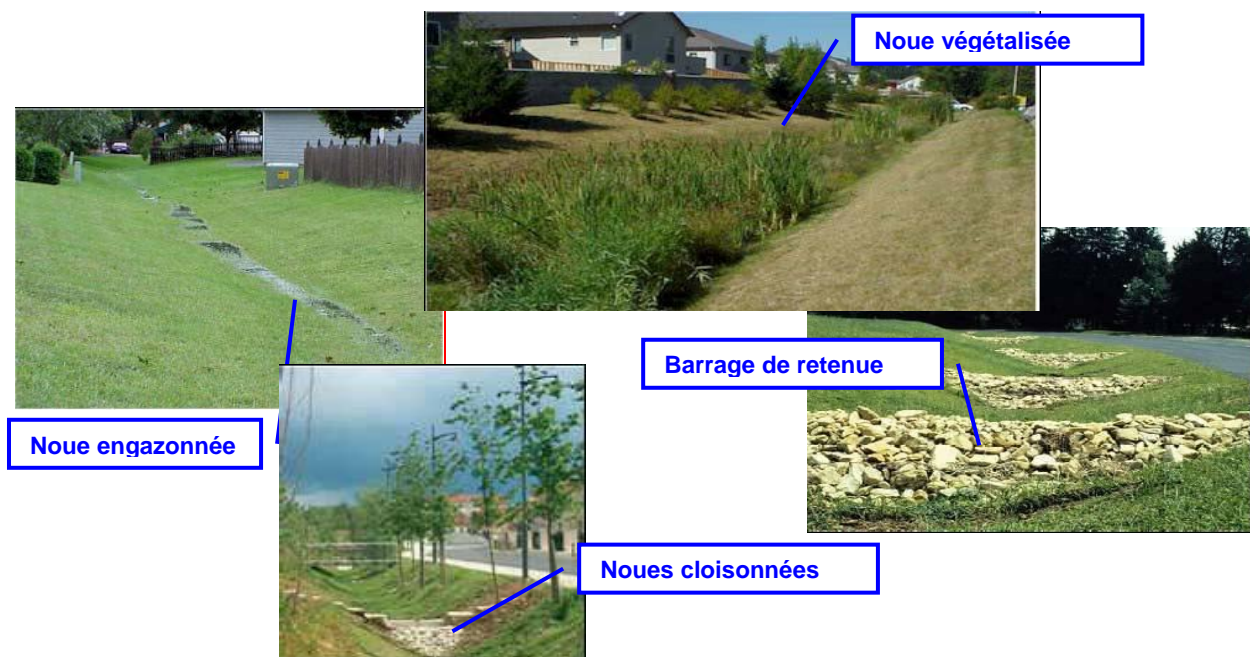 Noue végétalisée
Barrage de retenue
Noue engazonnée
Noues cloisonnées